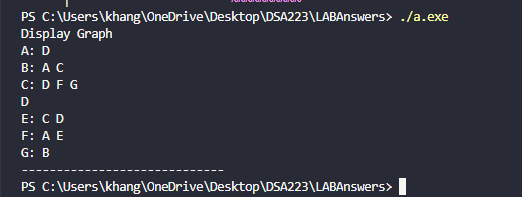 PS C:\Users\khang\OneDrive\Desktop\DSA223\LABAnswers> ./a.exe
Display Graph
A: D
B: A C
C: D F G
D
E: C D
F: A E
G: B
-----------------------------
PS C:\Users\khang\OneDrive\Desktop\DSA223\LABAnswers>